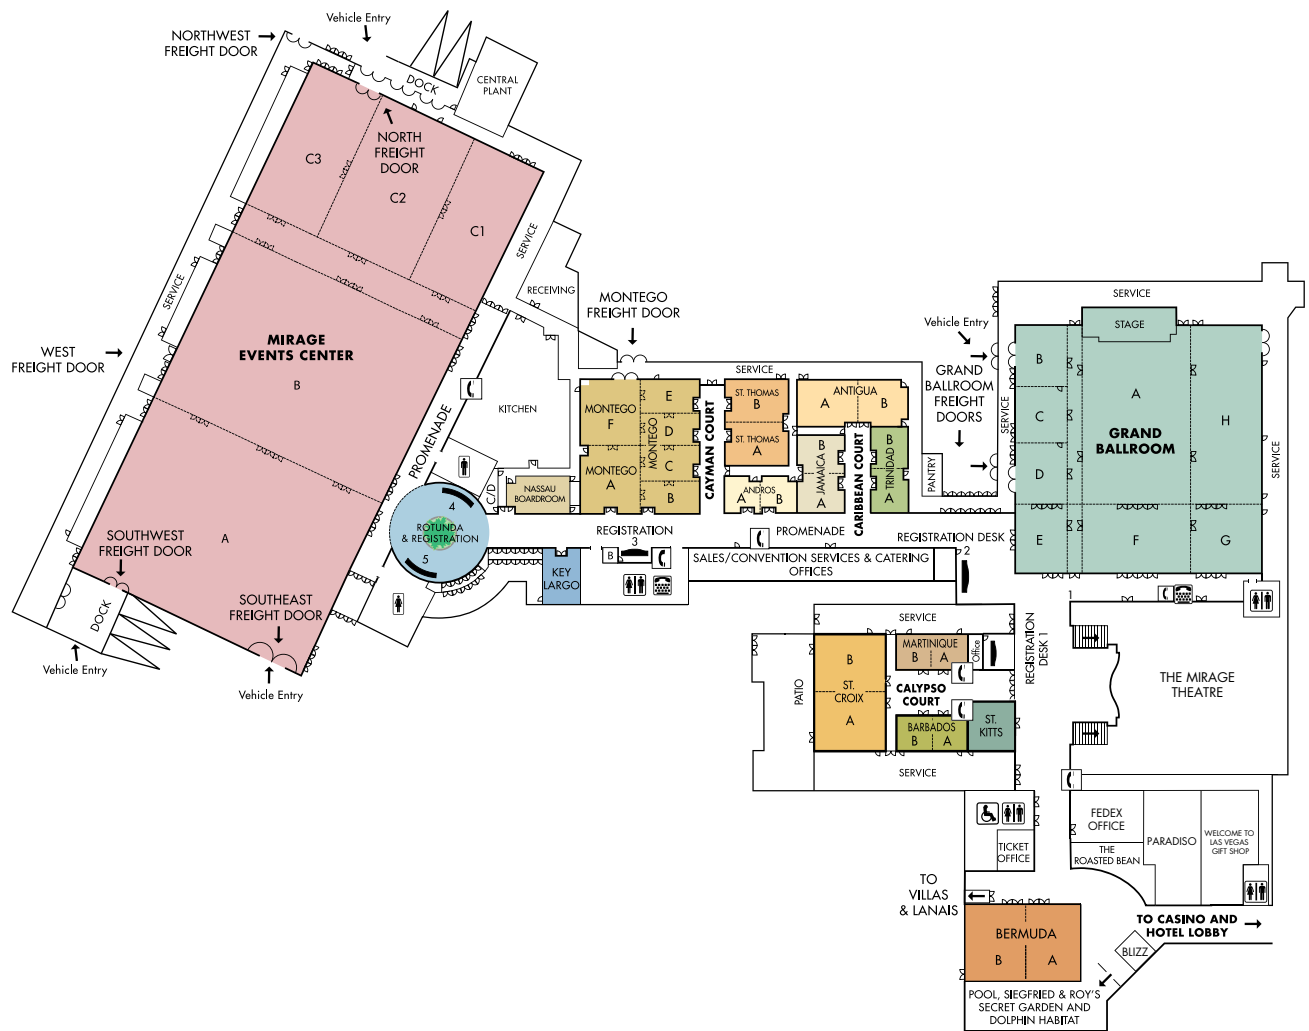 NORTHWEST
FREIGHT DOOR
Vehicle Entry
DOCK
CENTRAL
PLANT
NORTH
FREIGHT
DOOR
C3
C2
C1
SERVICE
SERVICE
RECEIVING
MONTEGO
FREIGHT DOOR
WEST
FREIGHT DOOR
MIRAGE
EVENTS CENTER
B
A
PROMENADE
KITCHEN
SOUTHWEST
FREIGHT DOOR
SOUTHEAST
FREIGHT DOOR
DOCK
Vehicle Entry
Vehicle Entry
4
ROTUNDA
& REGISTRATION
5
C/D
NASSAU
BOARDROOM
SERVICE
MONTEGO
F
MONTEGO
A
MONTEGO
E
D
C
B
CAYMAN COURT
ST. THOMAS
B
ST. THOMAS
A
ANDROS
A
B
ANTIGUA
A
B
JAMAICA
B
A
CARIBBEAN COURT
TRINIDAD
B
A
PANTRY
REGISTRATION
3
B
KEY
LARGO
PROMENADE
REGISTRATION DESK
2
SALES/CONVENTION SERVICES & CATERING
OFFICES
Vehicle Entry
GRAND
BALLROOM
FREIGHT
DOORS
SERVICE
SERVICE
SERVICE
STAGE
B
C
D
E
A
GRAND
BALLROOM
F
G
H
1
REGISTRATION
DESK 1
THE MIRAGE
THEATRE
SERVICE
PATIO
B
ST.
CROIX
A
MARTINIQUE
B
A
Office
CALYPSO
COURT
BARBADOS
B
A
ST.
KITTS
SERVICE
TICKET
OFFICE
FEDEX
OFFICE
THE
ROASTED BEAN
PARADISO
WELCOME TO
LAS VEGAS
GIFT SHOP
TO
VILLAS
& LANAIS
BERMUDA
B
A
TO CASINO AND
HOTEL LOBBY
BLIZZ
POOL, SIEGFRIED & ROY'S
SECRET GARDEN AND
DOLPHIN HABITAT